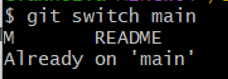 $ git switch main
M       README
Already on 'main'